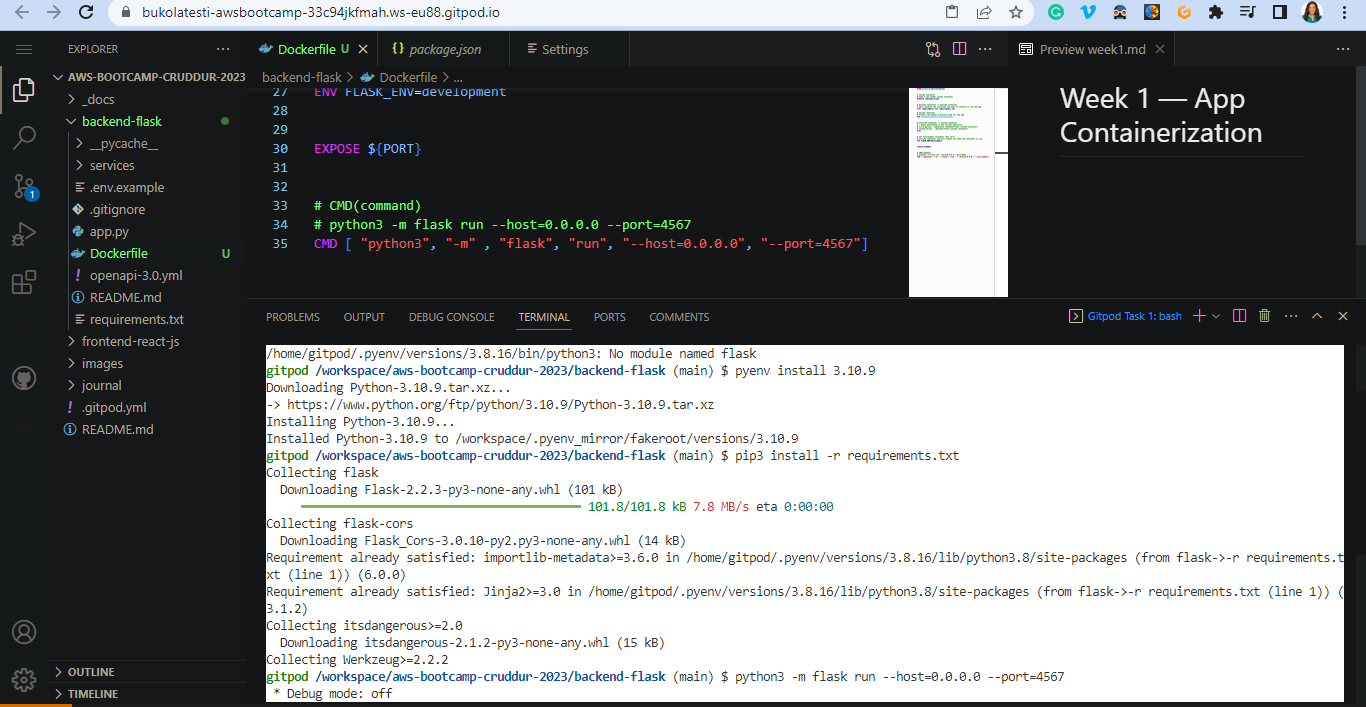 bukolatesti-awsbootcamp-33c94jkfmah.ws-eu88.gitpod.io
EXPLORER
AWS-BOOTCAMP-CRUDDUR-2023
_docs
backend-flask
__pycache__
services
.env.example
.gitignore
app.py
Dockerfile U
openapi-3.0.yml
README.md
requirements.txt
frontend-react-js
images
journal
.gitpod.yml
README.md
OUTLINE
TIMELINE
1
Dockerfile U
package.json
Settings
backend-flask > Dockerfile > ...
27 ENV FLASK_ENV=development
28
29
30 EXPOSE ${PORT}
31
32
33 # CMD(command)
34 # python3 -m flask run --host=0.0.0.0 --port=4567
35 CMD [ "python3", "-m" , "flask", "run", "--host=0.0.0.0", "--port=4567"]
Preview week1.md
Week 1 — App
Containerization
PROBLEMS OUTPUT DEBUG CONSOLE TERMINAL PORTS COMMENTS
Gitpod Task 1: bash
/home/gitpod/.pyenv/versions/3.8.16/bin/python3: No module named flask
gitpod /workspace/aws-bootcamp-cruddur-2023/backend-flask (main) $ pyenv install 3.10.9
Downloading Python-3.10.9.tar.xz...
-> https://www.python.org/ftp/python/3.10.9/Python-3.10.9.tar.xz
Installing Python-3.10.9...
Installed Python-3.10.9 to /workspace/.pyenv_mirror/fakeroot/versions/3.10.9
gitpod /workspace/aws-bootcamp-cruddur-2023/backend-flask (main) $ pip3 install -r requirements.txt
Collecting flask
Downloading Flask-2.2.3-py3-none-any.whl (101 kB)
101.8/101.8 kB 7.8 MB/s eta 0:00:00
Collecting flask-cors
Downloading Flask_Cors-3.0.10-py2.py3-none-any.whl (14 kB)
Requirement already satisfied: importlib-metadata>=3.6.0 in /home/gitpod/.pyenv/versions/3.8.16/lib/python3.8/site-packages (from flask->-r requirements.t
xt (line 1)) (6.0.0)
Requirement already satisfied: Jinja2>=3.0 in /home/gitpod/.pyenv/versions/3.8.16/lib/python3.8/site-packages (from flask->-r requirements.txt (line 1)) (
3.1.2)
Collecting itsdangerous>=2.0
Downloading itsdangerous-2.1.2-py3-none-any.whl (15 kB)
Collecting Werkzeug>=2.2.2
gitpod /workspace/aws-bootcamp-cruddur-2023/backend-flask (main) $ python3 -m flask run --host=0.0.0.0 --port=4567
* Debug mode: off